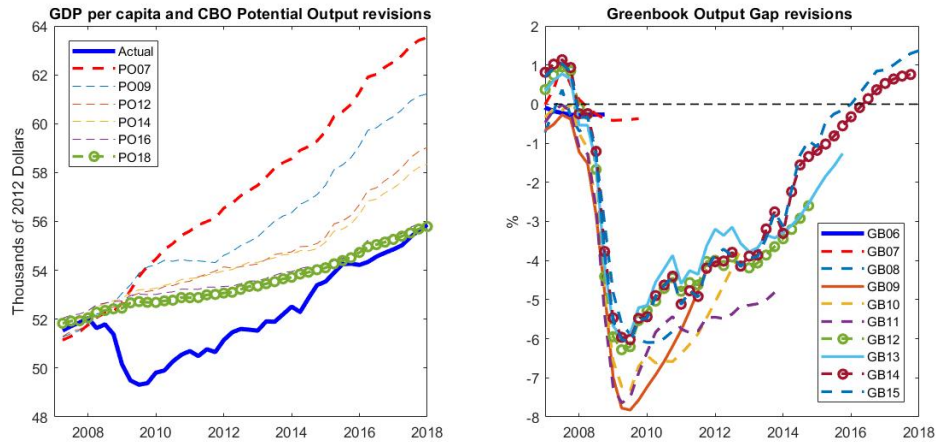 GDP per capita and CBO Potential Output revisions
64
62
60
58
56
54
52
50
48
Thousands of 2012 Dollars
Actual
PO07
PO09
PO12
PO14
PO16
PO18
2008
2010
2012
2014
2016
2018
Greenbook Output Gap revisions
2
1
0
-1
-2
-3
-4
-5
-6
-7
-8
%
GB06
GB07
GB08
GB09
GB10
GB11
GB12
GB13
GB14
GB15
2008
2010
2012
2014
2016
2018